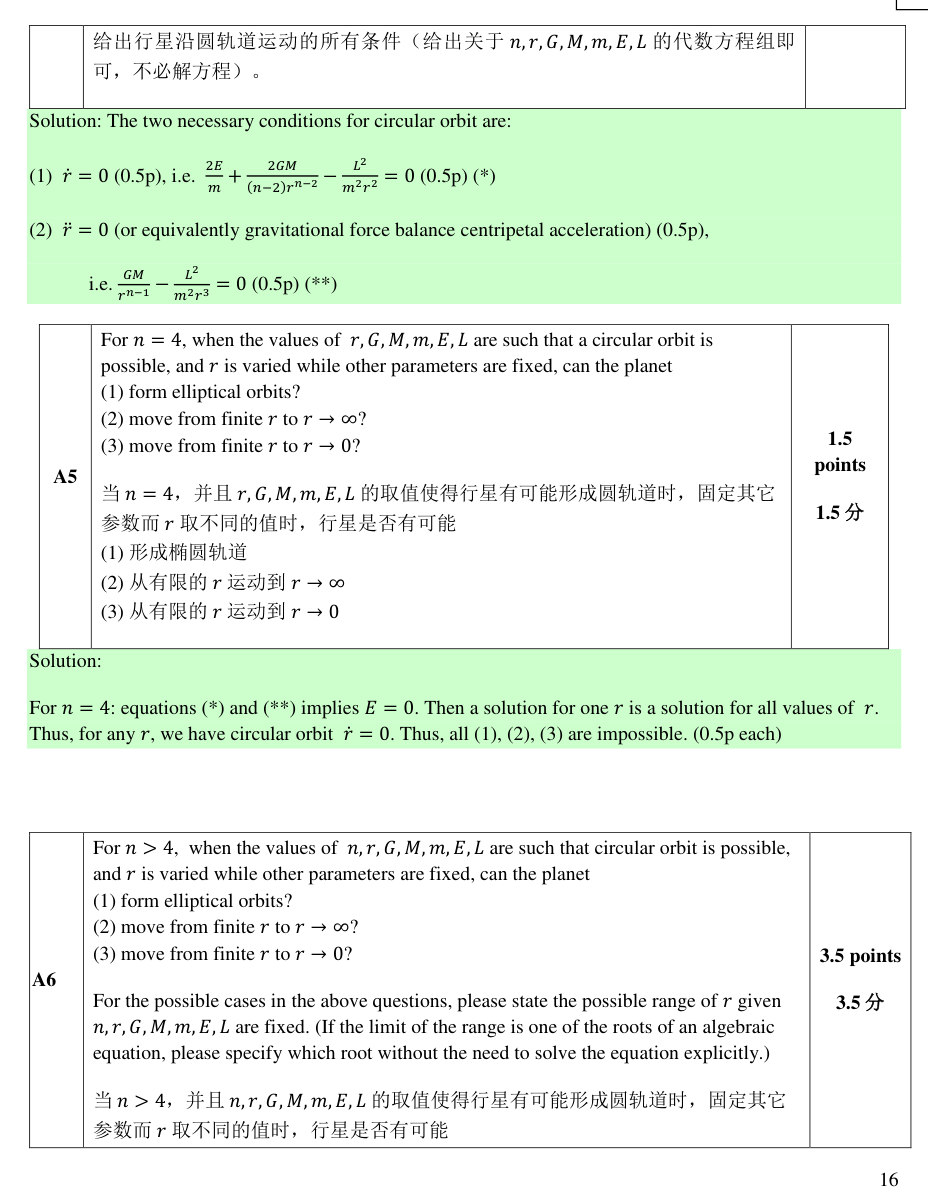 给出行星沿圆轨道运动的所有条件（给出关于 n, r, G, M, m, E, L 的代数方程组即
可，不必解方程）。
Solution: The two necessary conditions for circular orbit are:
(1) ṙ = 0 (0.5p), i.e. 2E/m + 2GM/((n−2)r^{n−2}) − L²/(m²r²) = 0 (0.5p) (*)
(2) r̈ = 0 (or equivalently gravitational force balance centripetal acceleration) (0.5p),
i.e. GM/r^{n−1} − L²/(m²r³) = 0 (0.5p) (**)
A5
For n = 4, when the values of r, G, M, m, E, L are such that a circular orbit is
possible, and r is varied while other parameters are fixed, can the planet
(1) form elliptical orbits?
(2) move from finite r to r → ∞?
(3) move from finite r to r → 0?
当 n = 4，并且 r, G, M, m, E, L 的取值使得行星有可能形成圆轨道时，固定其它
参数而 r 取不同的值时，行星是否有可能
(1) 形成椭圆轨道
(2) 从有限的 r 运动到 r → ∞
(3) 从有限的 r 运动到 r → 0
1.5
points
1.5 分
Solution:
For n = 4: equations (*) and (**) implies E = 0. Then a solution for one r is a solution for all values of r.
Thus, for any r, we have circular orbit ṙ = 0. Thus, all (1), (2), (3) are impossible. (0.5p each)
A6
For n > 4, when the values of n, r, G, M, m, E, L are such that circular orbit is possible,
and r is varied while other parameters are fixed, can the planet
(1) form elliptical orbits?
(2) move from finite r to r → ∞?
(3) move from finite r to r → 0?
For the possible cases in the above questions, please state the possible range of r given
n, r, G, M, m, E, L are fixed. (If the limit of the range is one of the roots of an algebraic
equation, please specify which root without the need to solve the equation explicitly.)
当 n > 4，并且 n, r, G, M, m, E, L 的取值使得行星有可能形成圆轨道时，固定其它
参数而 r 取不同的值时，行星是否有可能
3.5 points
3.5 分
16